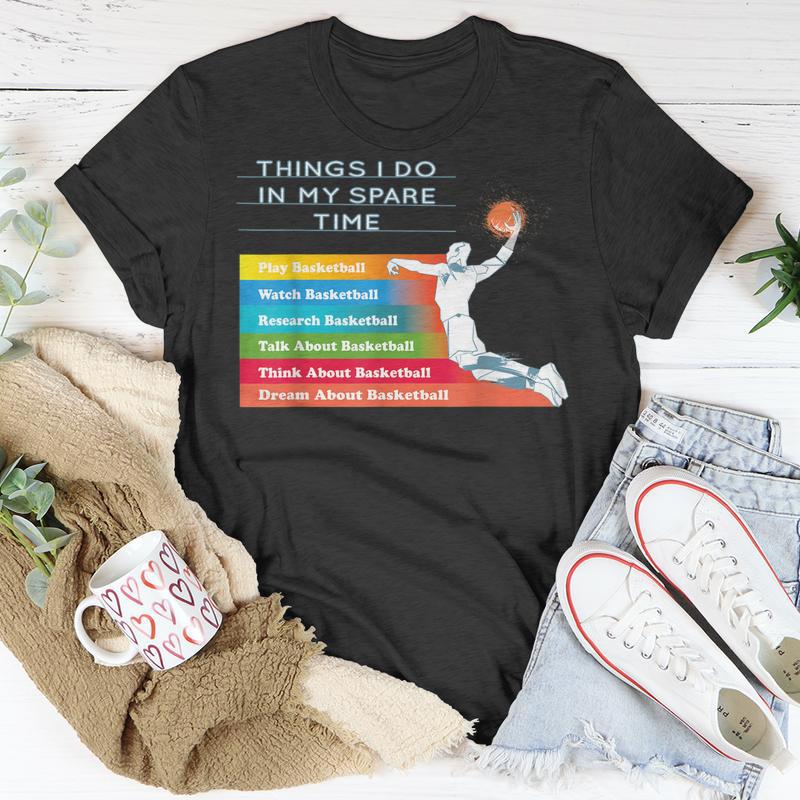 THINGS I DO
IN MY SPARE
TIME
Play Basketball
Watch Basketball
Research Basketball
Talk About Basketball
Think About Basketball
Dream About Basketball